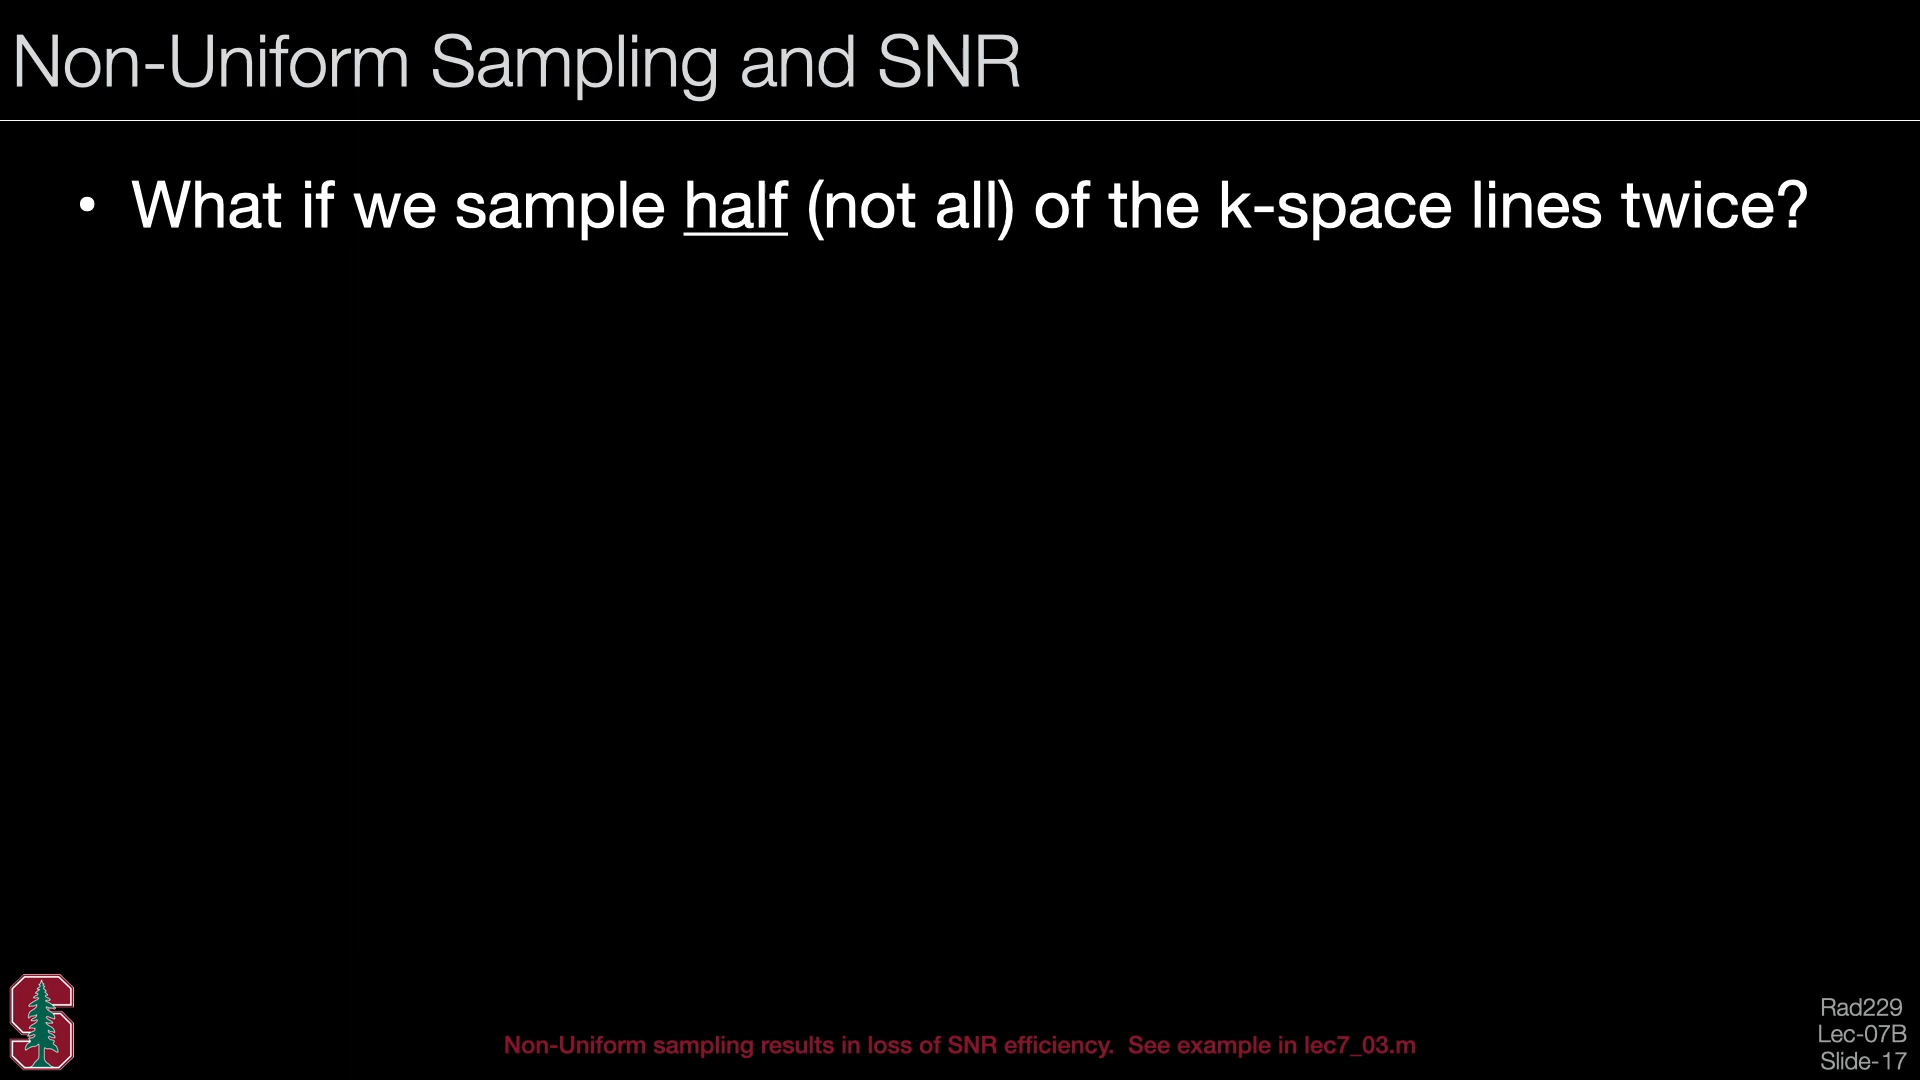 Non-Uniform Sampling and SNR
• What if we sample half (not all) of the k-space lines twice?
Non-Uniform sampling results in loss of SNR efficiency. See example in lec7_03.m
Rad229
Lec-07B
Slide-17